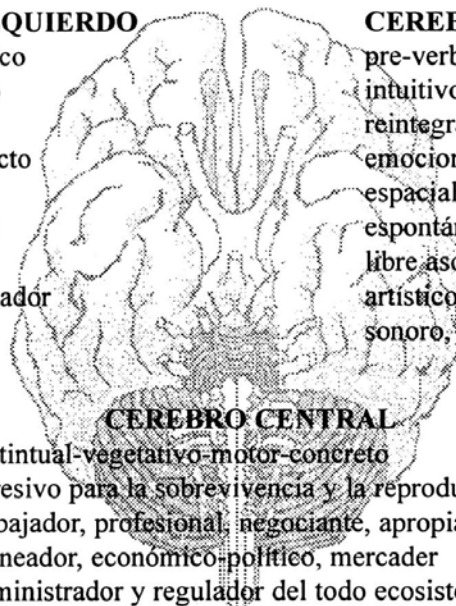 QUIERDO
co
cto
ador
CEREB
pre-verb
intuitivo
reintegra
emocion
espacial
espontán
libre aso
artístico
sonoro,
CEREBRO CENTRAL
tintual-vegetativo-motor-concreto
resivo para la sobrevivencia y la reprodu
bajador, profesional, negociante, apropia
neador, económico-político, mercader
ministrador y regulador del todo ecosiste